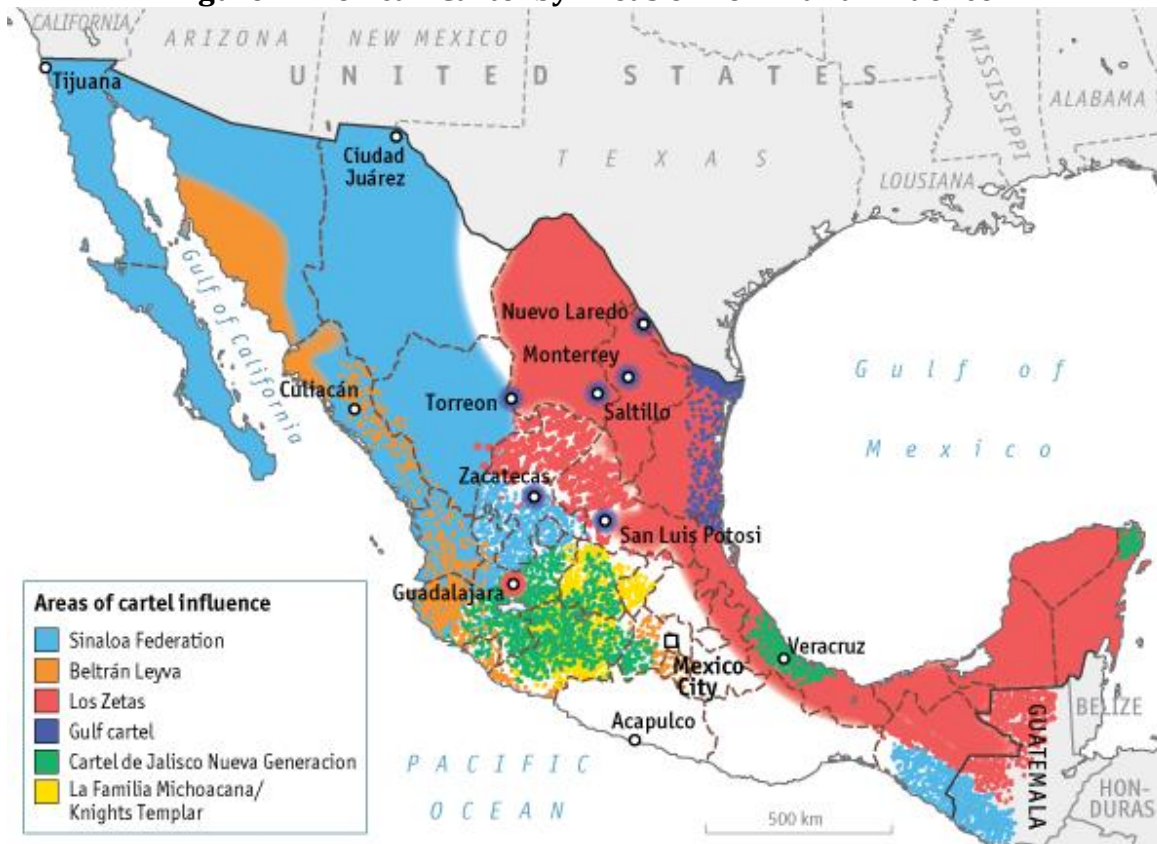 CALIFORNIA
ARIZONA
NEW MEXICO
UNITED STATES
MISSISSIPPI
ALABAMA
Tijuana
Ciudad
Juárez
TEXAS
LOUSIANA
Gulf of California
Nuevo Laredo
Monterrey
Gulf of
Mexico
Culiacán
Torreon
Saltillo
Zacatecas
San Luis Potosi
Guadalajara
Areas of cartel influence
Sinaloa Federation
Beltrán Leyva
Los Zetas
Gulf cartel
Cartel de Jalisco Nueva Generacion
La Familia Michoacana/
Knights Templar
Mexico
City
Veracruz
Acapulco
PACIFIC
OCEAN
500 km
GUATEMALA
BELIZE
HON-
DURAS